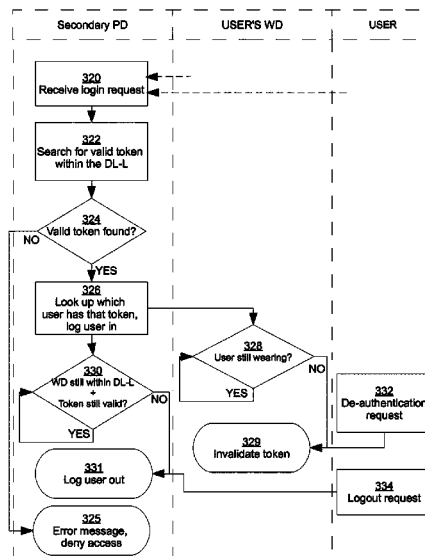 Secondary PD
USER'S WD
USER
320
Receive login request
322
Search for valid token
within the DL-L
324
Valid token found?
NO
YES
326
Look up which
user has that token,
log user in
328
User still wearing?
YES
NO
330
WD still within DL-L
+
Token still valid?
YES
NO
332
De-authentication
request
329
Invalidate token
331
Log user out
334
Logout request
325
Error message,
deny access